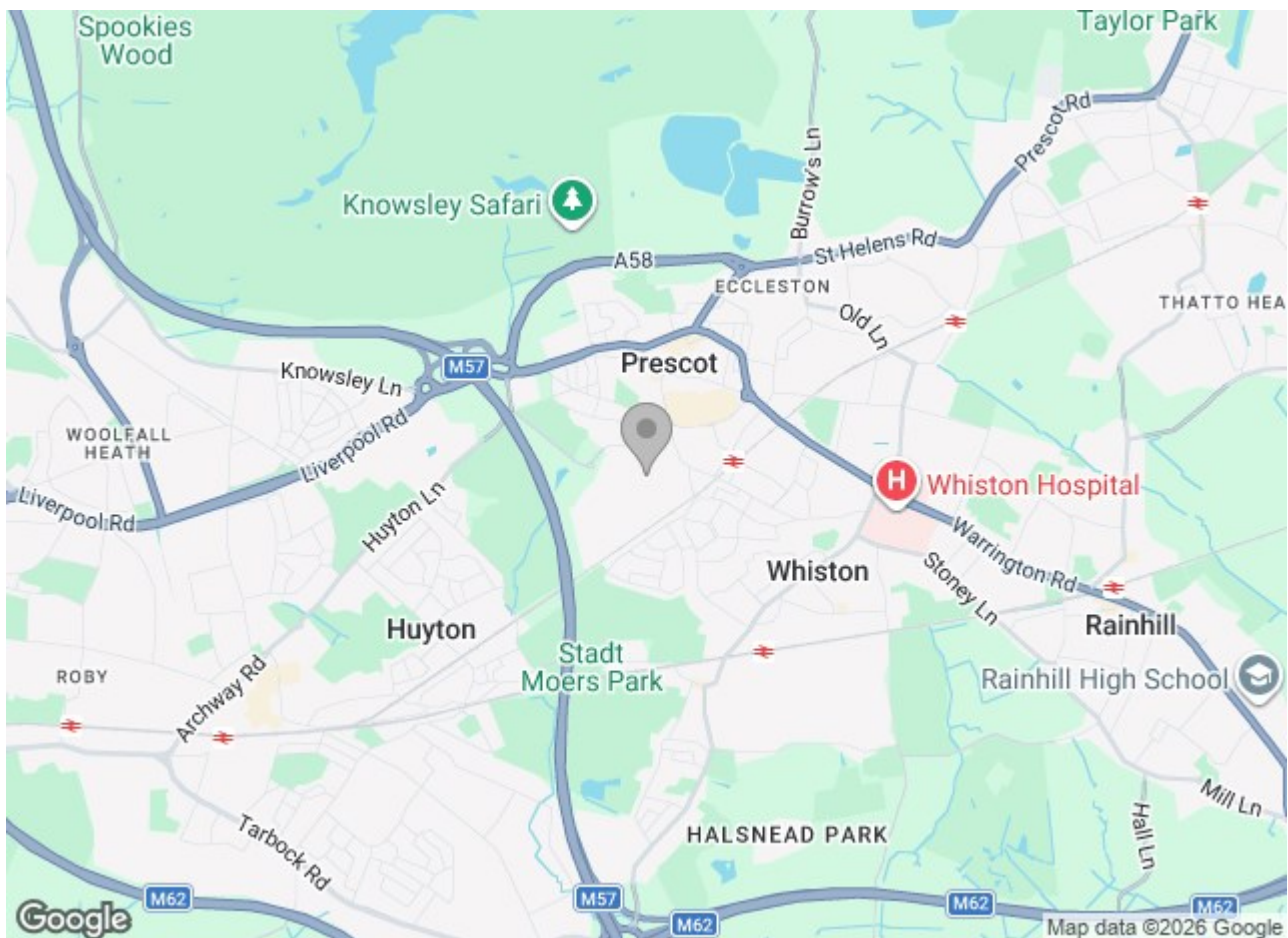 Spookies
Wood
Taylor Park
Prescot Rd
Burrow's Ln
Knowsley Safari
St Helens Rd
A58
ECCLESTON
THATTO HEA
Old Ln
M57
Prescot
Knowsley Ln
WOOLFALL
HEATH
Liverpool Rd
Liverpool Rd
Huyton Ln
H
Whiston Hospital
Warrington Rd
Whiston
Stoney Ln
Huyton
Rainhill
Stadt
Moers Park
ROBY
Archway Rd
Rainhill High School
Mill Ln
Hall Ln
HALSNEAD PARK
Tarbock Rd
M62
M57
M62
M62
M62
Google
Map data ©2026 Google